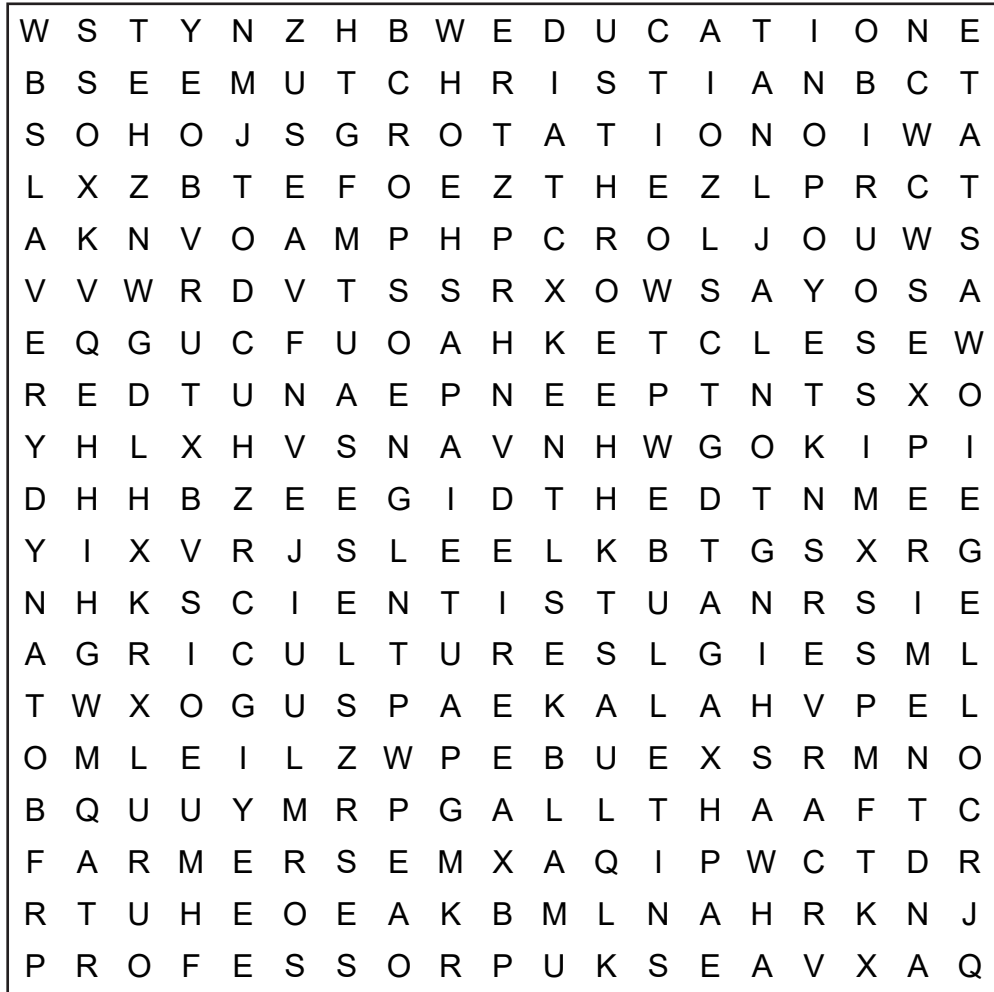 W S T Y N Z H B W E D U C A T I O N E
B S E E M U T C H R I S T I A N B C T
S O H O J S G R O T A T I O N O I W A
L X Z B T E F O E Z T H E Z L P R C T
A K N V O A M P H P C R O L J O U W S
V V W R D V T S S R X O W S A Y O S A
E Q G U C F U O A H K E T C L E S E W
R E D T U N A E P N E E P T N T S X O
Y H L X H V S N A V N H W G O K I P I
D H H B Z E E G I D T H E D T N M E E
Y I X V R J S L E E L K B T G S X R G
N H K S C I E N T I S T U A N R S I E
A G R I C U L T U R E S L G I E S M L
T W X O G U S P A E K A L A H V P E L
O M L E I L Z W P E B U E X S R M N O
B Q U U Y M R P G A L L T H A A F T C
F A R M E R S E M X A Q I P W C T D R
R T U H E O E A K B M L N A H R K N J
P R O F E S S O R P U K S E A V X A Q